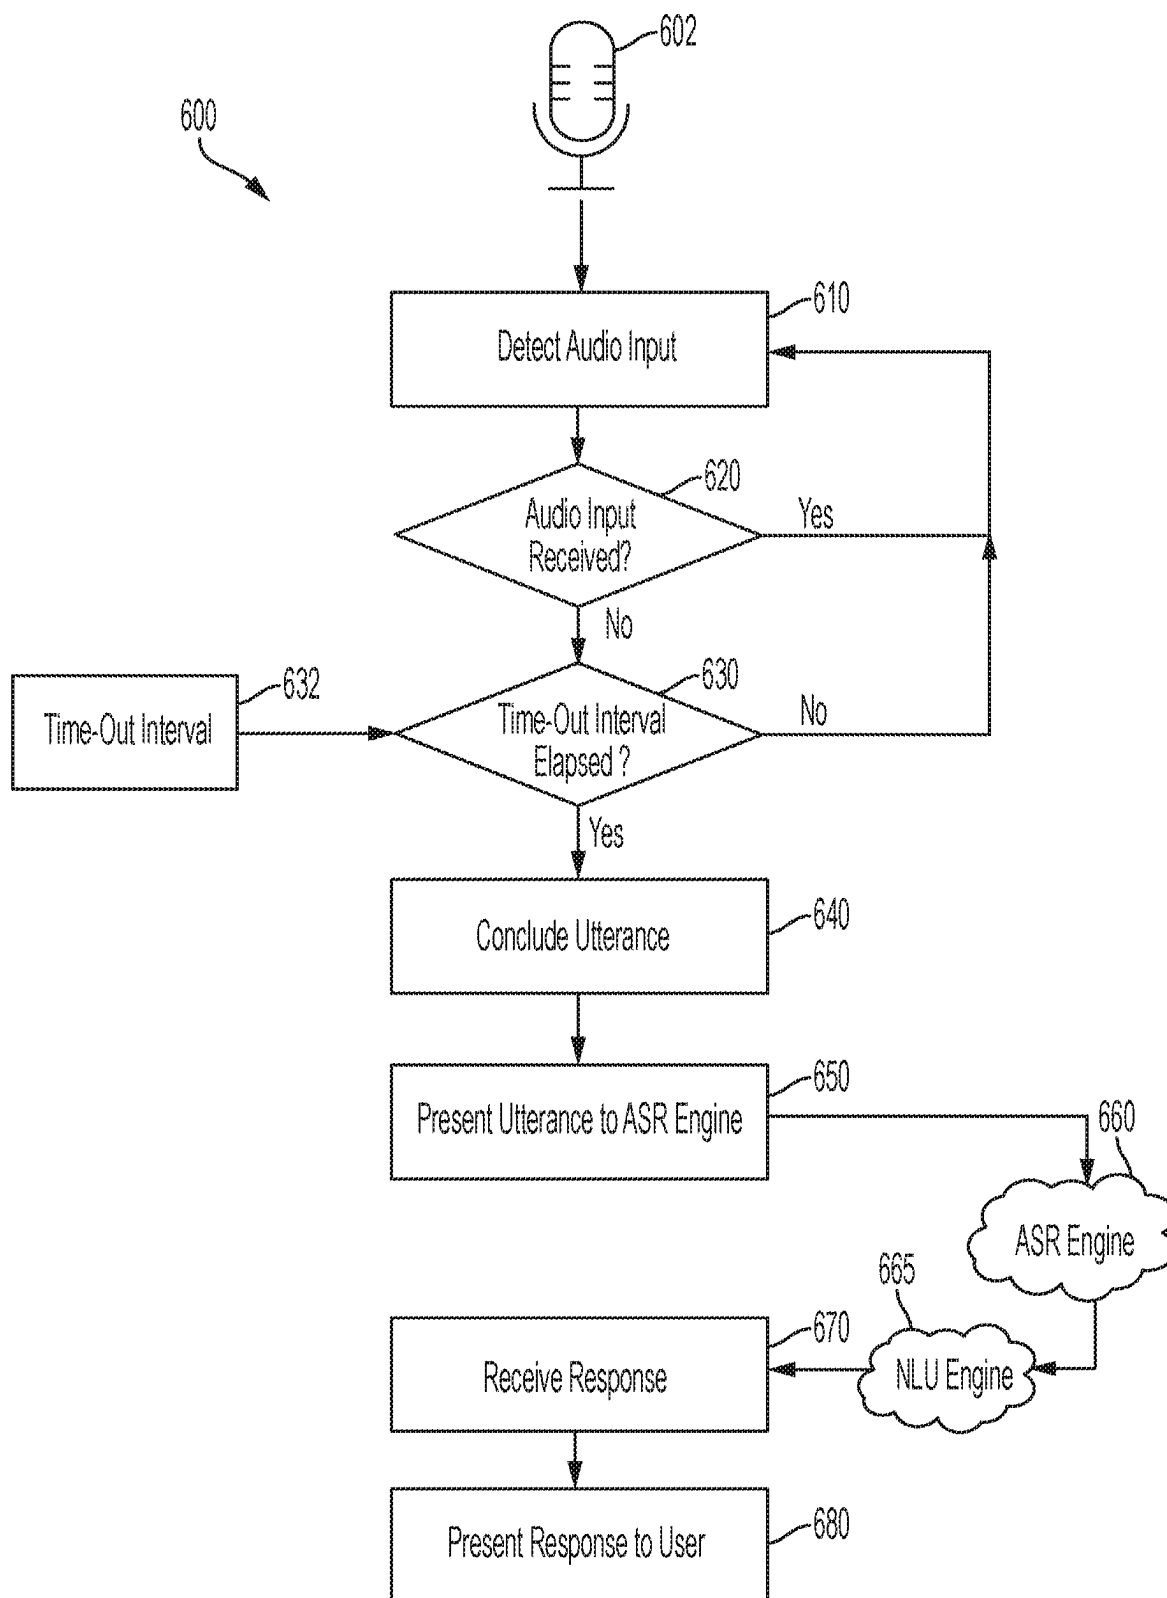 602
600
610
Detect Audio Input
620
Audio Input
Received?
Yes
No
632
Time-Out Interval
630
Time-Out Interval
Elapsed ?
No
Yes
640
Conclude Utterance
650
Present Utterance to ASR Engine
660
ASR Engine
665
NLU Engine
670
Receive Response
680
Present Response to User